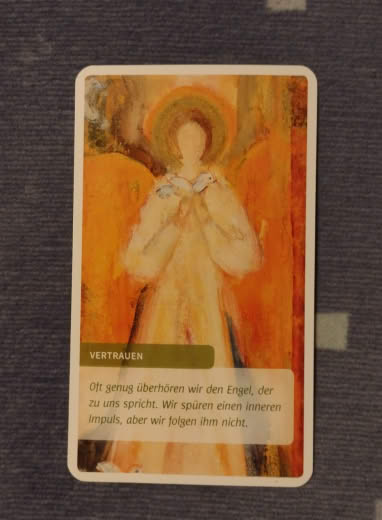 VERTRAUEN
Oft genug überhören wir den Engel, der
zu uns spricht. Wir spüren einen inneren
Impuls, aber wir folgen ihm nicht.